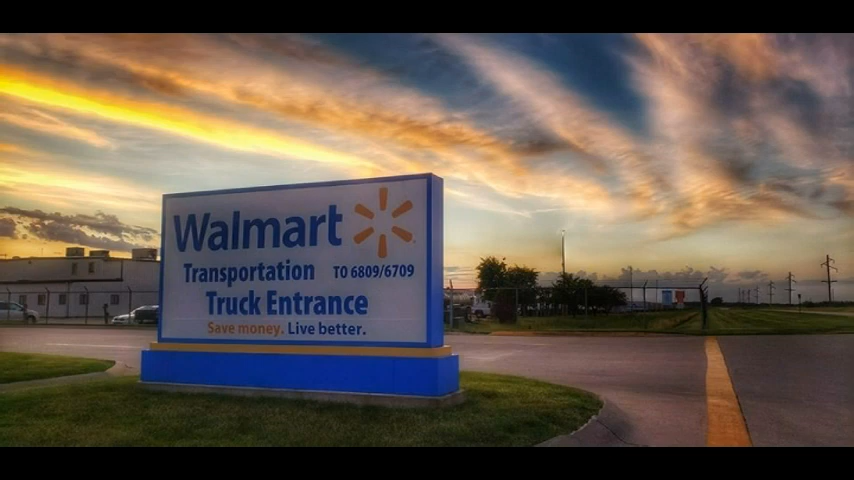 Walmart
Transportation TO 6809/6709
Truck Entrance
Save money. Live better.